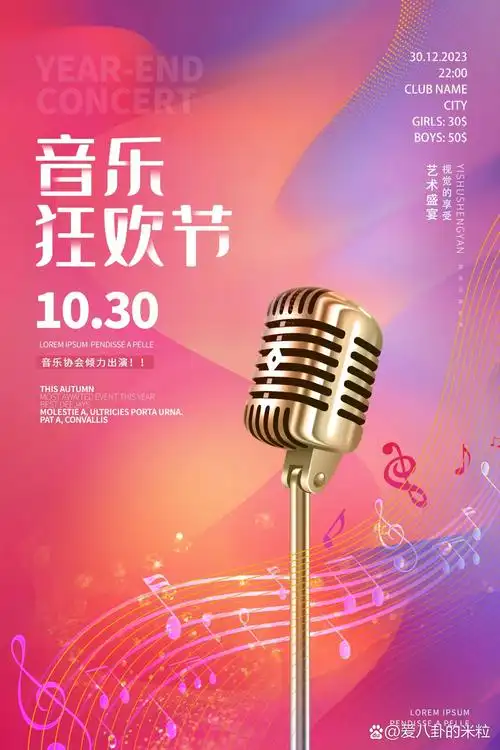 YEAR-END
CONCERT
30.12.2023
22:00
CLUB NAME
CITY
GIRLS: 30$
BOYS: 50$
音乐
狂欢节
视觉的享受
艺术盛宴
YISHUSHENGYAN
10.30
LOREM IPSUM PENDISSE A PELLE
音乐协会倾力出演！！
THIS AUTUMN
MOST AWAITED EVENT THIS YEAR
BEST DEEJAYS
MOLESTIE A, ULTRICIES PORTA URNA.
PAT A, CONVALLIS
LOREM IPSUM
PENDISSE A PELLE
@爱八卦的米粒